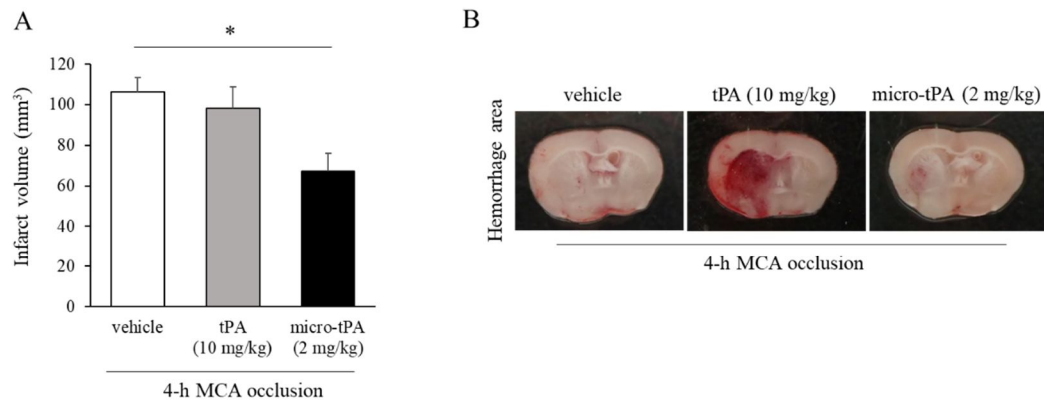 A
*
Infarct volume (mm³)
120
100
80
60
40
20
0
vehicle
tPA
(10 mg/kg)
micro-tPA
(2 mg/kg)
4-h MCA occlusion
B
vehicle
tPA (10 mg/kg)
micro-tPA (2 mg/kg)
Hemorrhage area
4-h MCA occlusion